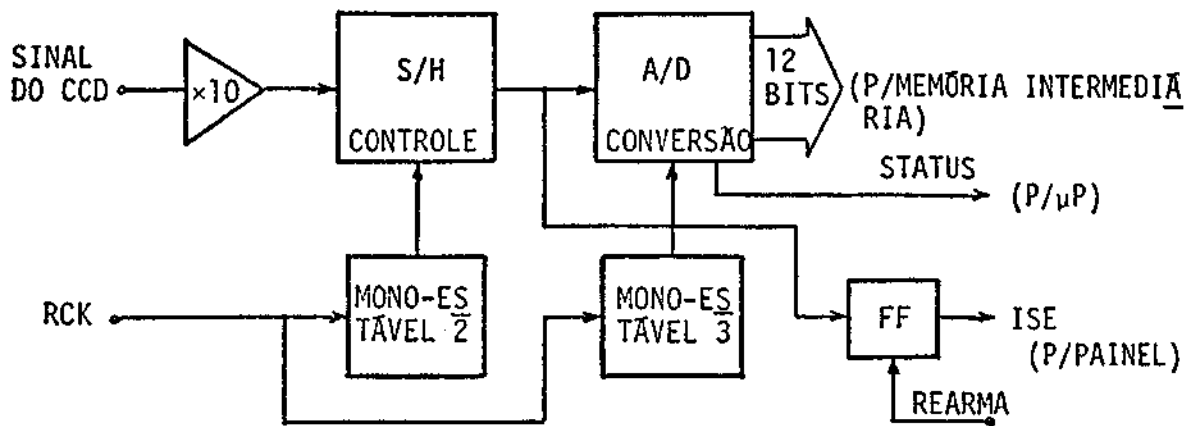 SINAL
DO CCD
×10
S/H
CONTROLE
A/D
CONVERSÃO
12
BITS
(P/MEMÓRIA INTERMEDIÁ
RIA)
STATUS
(P/μP)
RCK
MONO-ES
TÁVEL 2
MONO-ES
TÁVEL 3
FF
ISE
(P/PAINEL)
REARMA